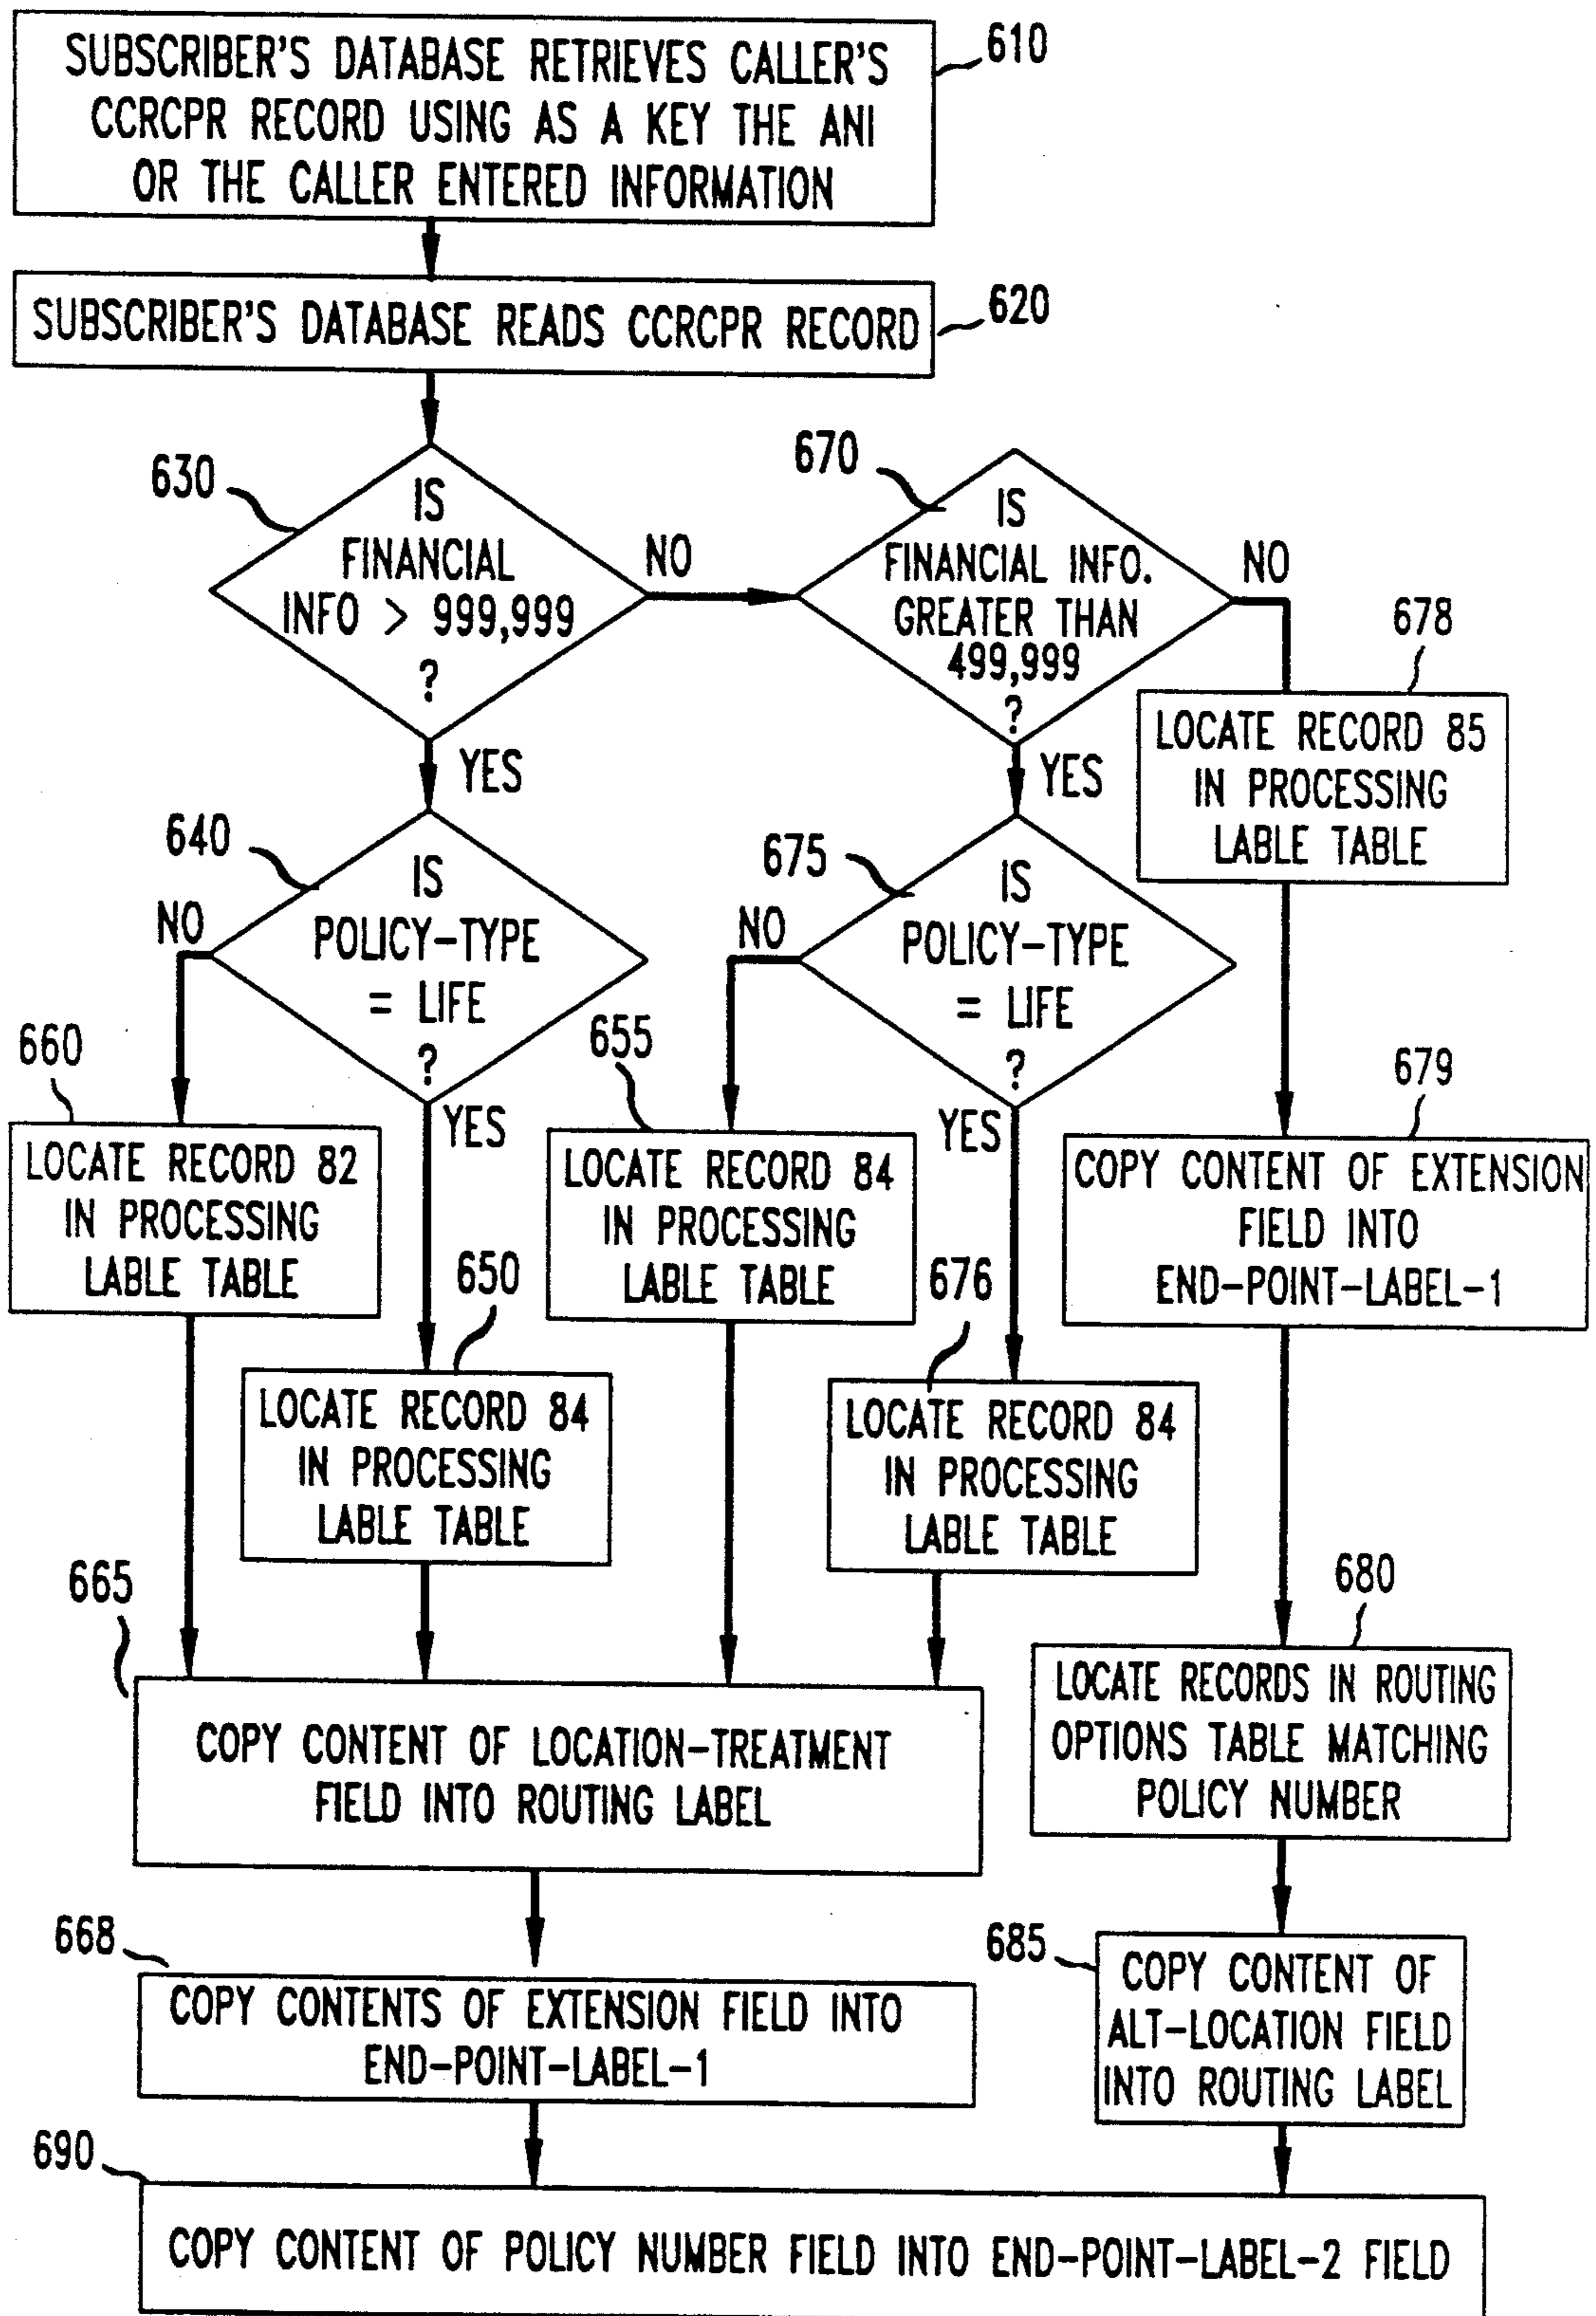 SUBSCRIBER'S DATABASE RETRIEVES CALLER'S
CCRCPR RECORD USING AS A KEY THE ANI
OR THE CALLER ENTERED INFORMATION
610
SUBSCRIBER'S DATABASE READS CCRCPR RECORD
620
630
IS
FINANCIAL
INFO > 999,999
?
NO
YES
670
IS
FINANCIAL INFO.
GREATER THAN
499,999
?
NO
YES
678
LOCATE RECORD 85
IN PROCESSING
LABLE TABLE
640
IS
POLICY-TYPE
= LIFE
?
NO
YES
675
IS
POLICY-TYPE
= LIFE
?
NO
YES
660
LOCATE RECORD 82
IN PROCESSING
LABLE TABLE
655
LOCATE RECORD 84
IN PROCESSING
LABLE TABLE
679
COPY CONTENT OF EXTENSION
FIELD INTO
END-POINT-LABEL-1
650
LOCATE RECORD 84
IN PROCESSING
LABLE TABLE
676
LOCATE RECORD 84
IN PROCESSING
LABLE TABLE
665
COPY CONTENT OF LOCATION-TREATMENT
FIELD INTO ROUTING LABEL
680
LOCATE RECORDS IN ROUTING
OPTIONS TABLE MATCHING
POLICY NUMBER
668
COPY CONTENTS OF EXTENSION FIELD INTO
END-POINT-LABEL-1
685
COPY CONTENT OF
ALT-LOCATION FIELD
INTO ROUTING LABEL
690
COPY CONTENT OF POLICY NUMBER FIELD INTO END-POINT-LABEL-2 FIELD